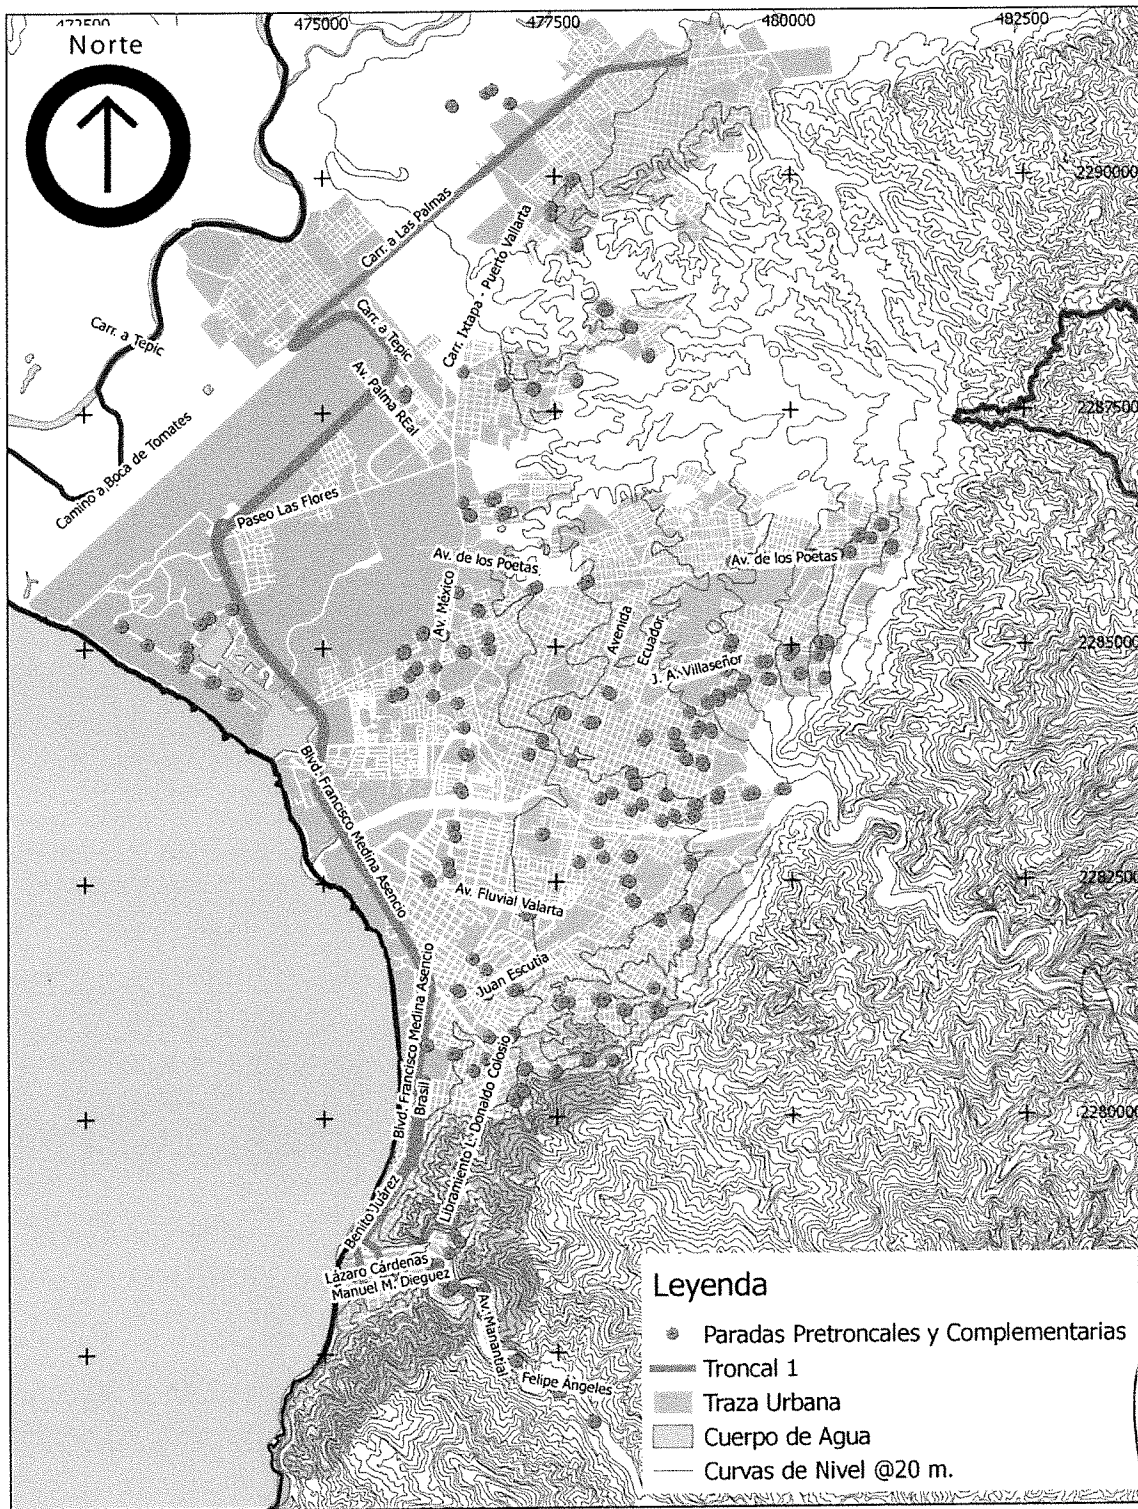 472500
475000
477500
480000
482500
Norte
2290000
Carr. a Las Palmas
Carr. Ixtapa - Puerto Vallarta
Carr. a Tepic
Carr. a Tepic
Av. Palma REal
2287500
Camino a Boca de Tomates
Paseo Las Flores
Av. de los Poetas
Av. de los Poetas
Av. México
Avenida
Ecuador
2285000
J. A. Villaseñor
Blvd. Francisco Medina Asencio
2282500
Av. Fluvial Valarta
Juan Escutia
Blvd. Francisco Medina Asencio
Brasil
Libramiento L. Donaldo Colosio
2280000
Benito Juárez
Lázaro Cárdenas
Manuel M. Dieguez
Av. Manantial
Felipe Ángeles
Leyenda
Paradas Pretroncales y Complementarias
Troncal 1
Traza Urbana
Cuerpo de Agua
Curvas de Nivel @20 m.